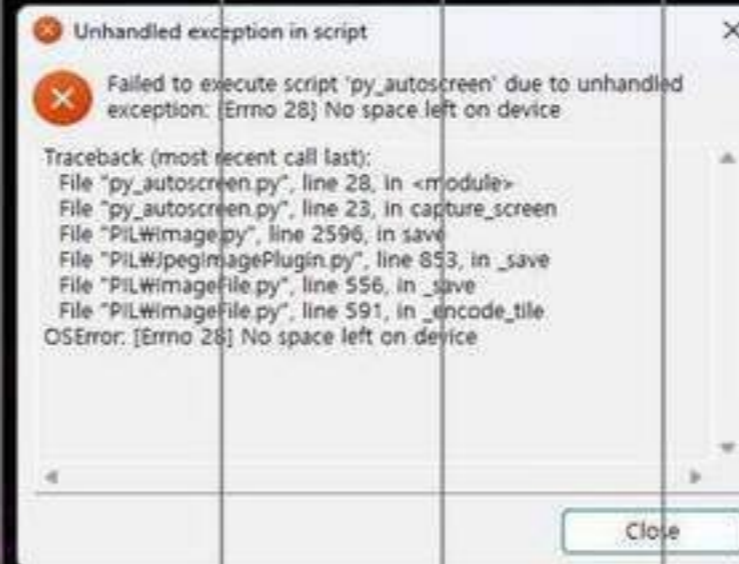 Unhandled exception in script
Failed to execute script 'py_autoscreen' due to unhandled
exception: [Errno 28] No space left on device
Traceback (most recent call last):
File "py_autoscreen.py", line 28, in <module>
File "py_autoscreen.py", line 23, in capture_screen
File "PIL₩Image.py", line 2596, in save
File "PIL₩JpegImagePlugin.py", line 853, in _save
File "PIL₩ImageFile.py", line 556, in _save
File "PIL₩ImageFile.py", line 591, in _encode_tile
OSError: [Errno 28] No space left on device
Close